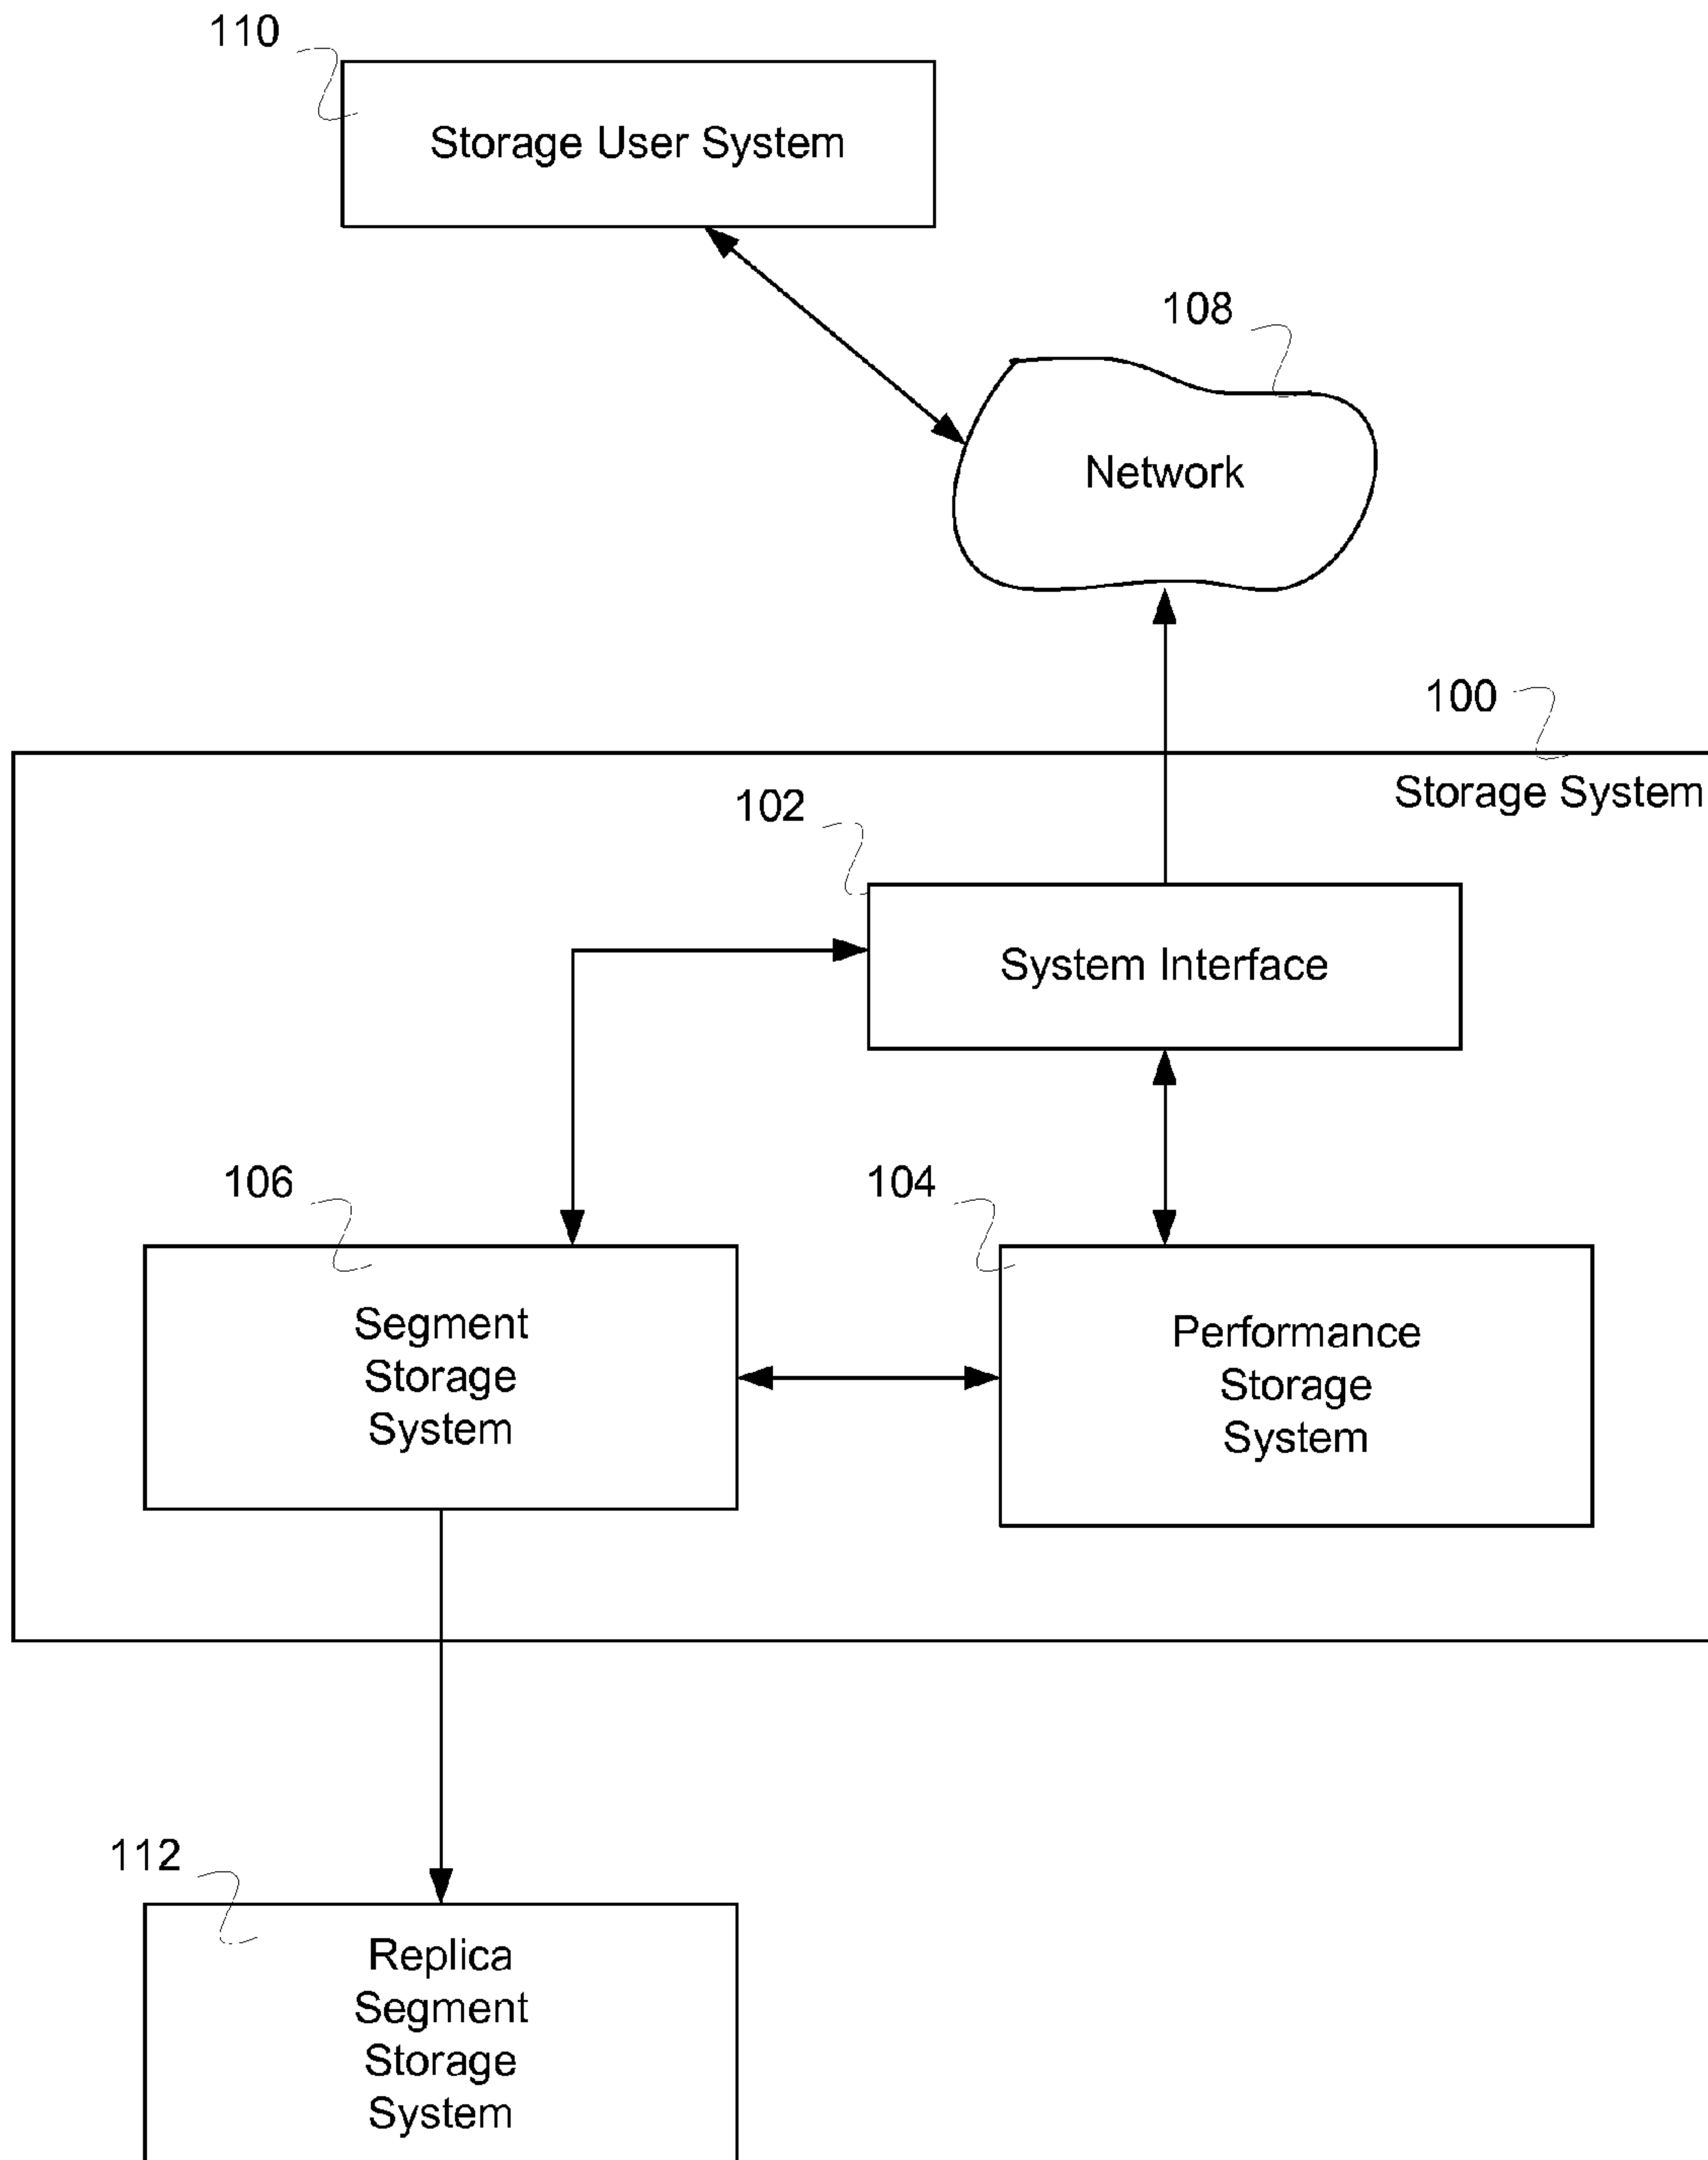 110
Storage User System
108
Network
100
Storage System
102
System Interface
106
Segment
Storage
System
104
Performance
Storage
System
112
Replica
Segment
Storage
System